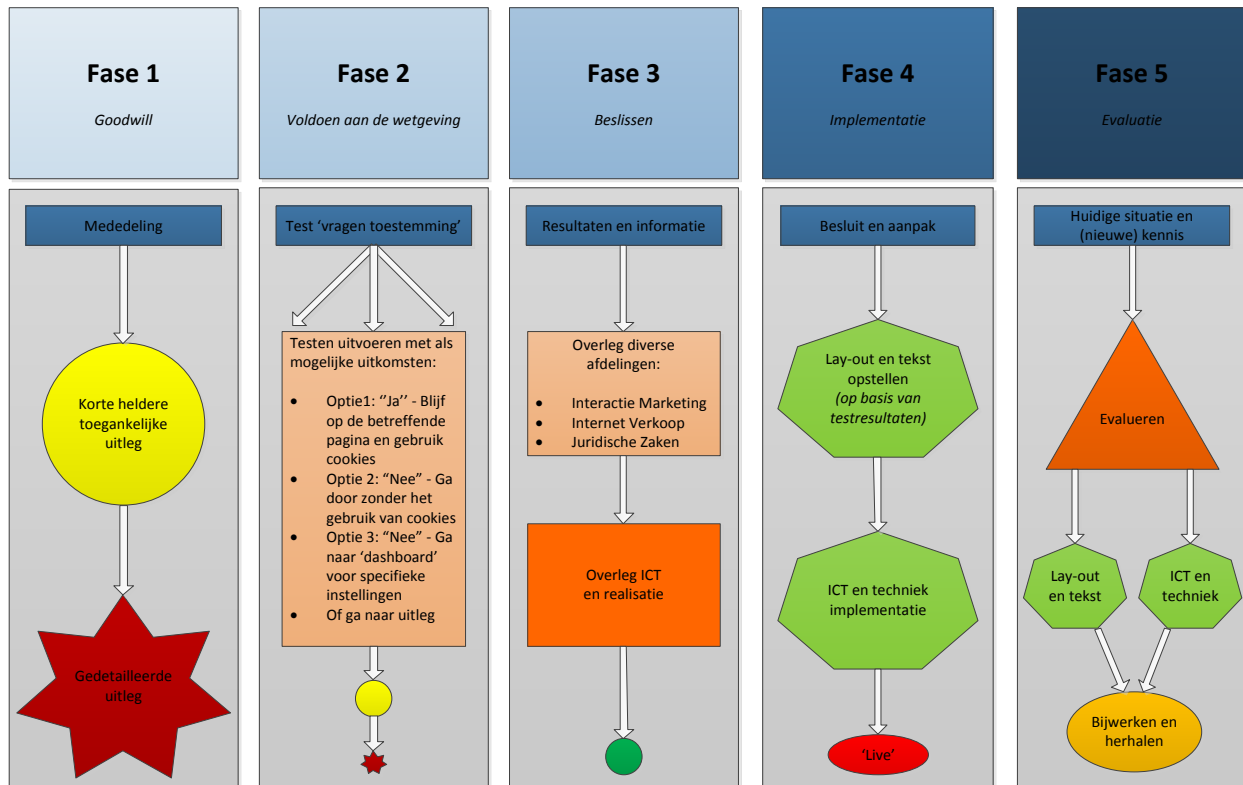 Fase 1
Goodwill
Fase 2
Voldoen aan de wetgeving
Fase 3
Beslissen
Fase 4
Implementatie
Fase 5
Evaluatie
Mededeling
Korte heldere
toegankelijke
uitleg
Gedetailleerde
uitleg
Test ‘vragen toestemming’
Testen uitvoeren met als
mogelijke uitkomsten:
• Optie1: ‘’Ja’’ - Blijf
op de betreffende
pagina en gebruik
cookies
• Optie 2: “Nee” - Ga
door zonder het
gebruik van cookies
• Optie 3: “Nee” - Ga
naar ‘dashboard’
voor specifieke
instellingen
• Of ga naar uitleg
Resultaten en informatie
Overleg diverse
afdelingen:
• Interactie Marketing
• Internet Verkoop
• Juridische Zaken
Overleg ICT
en realisatie
Besluit en aanpak
Lay-out en tekst
opstellen
(op basis van
testresultaten)
ICT en techniek
implementatie
‘Live’
Huidige situatie en
(nieuwe) kennis
Evalueren
Lay-out
en tekst
ICT en
techniek
Bijwerken en
herhalen